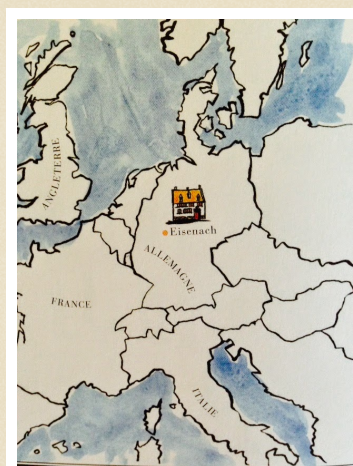 ANGLETERRE
Eisenach
ALLEMAGNE
FRANCE
ITALIE